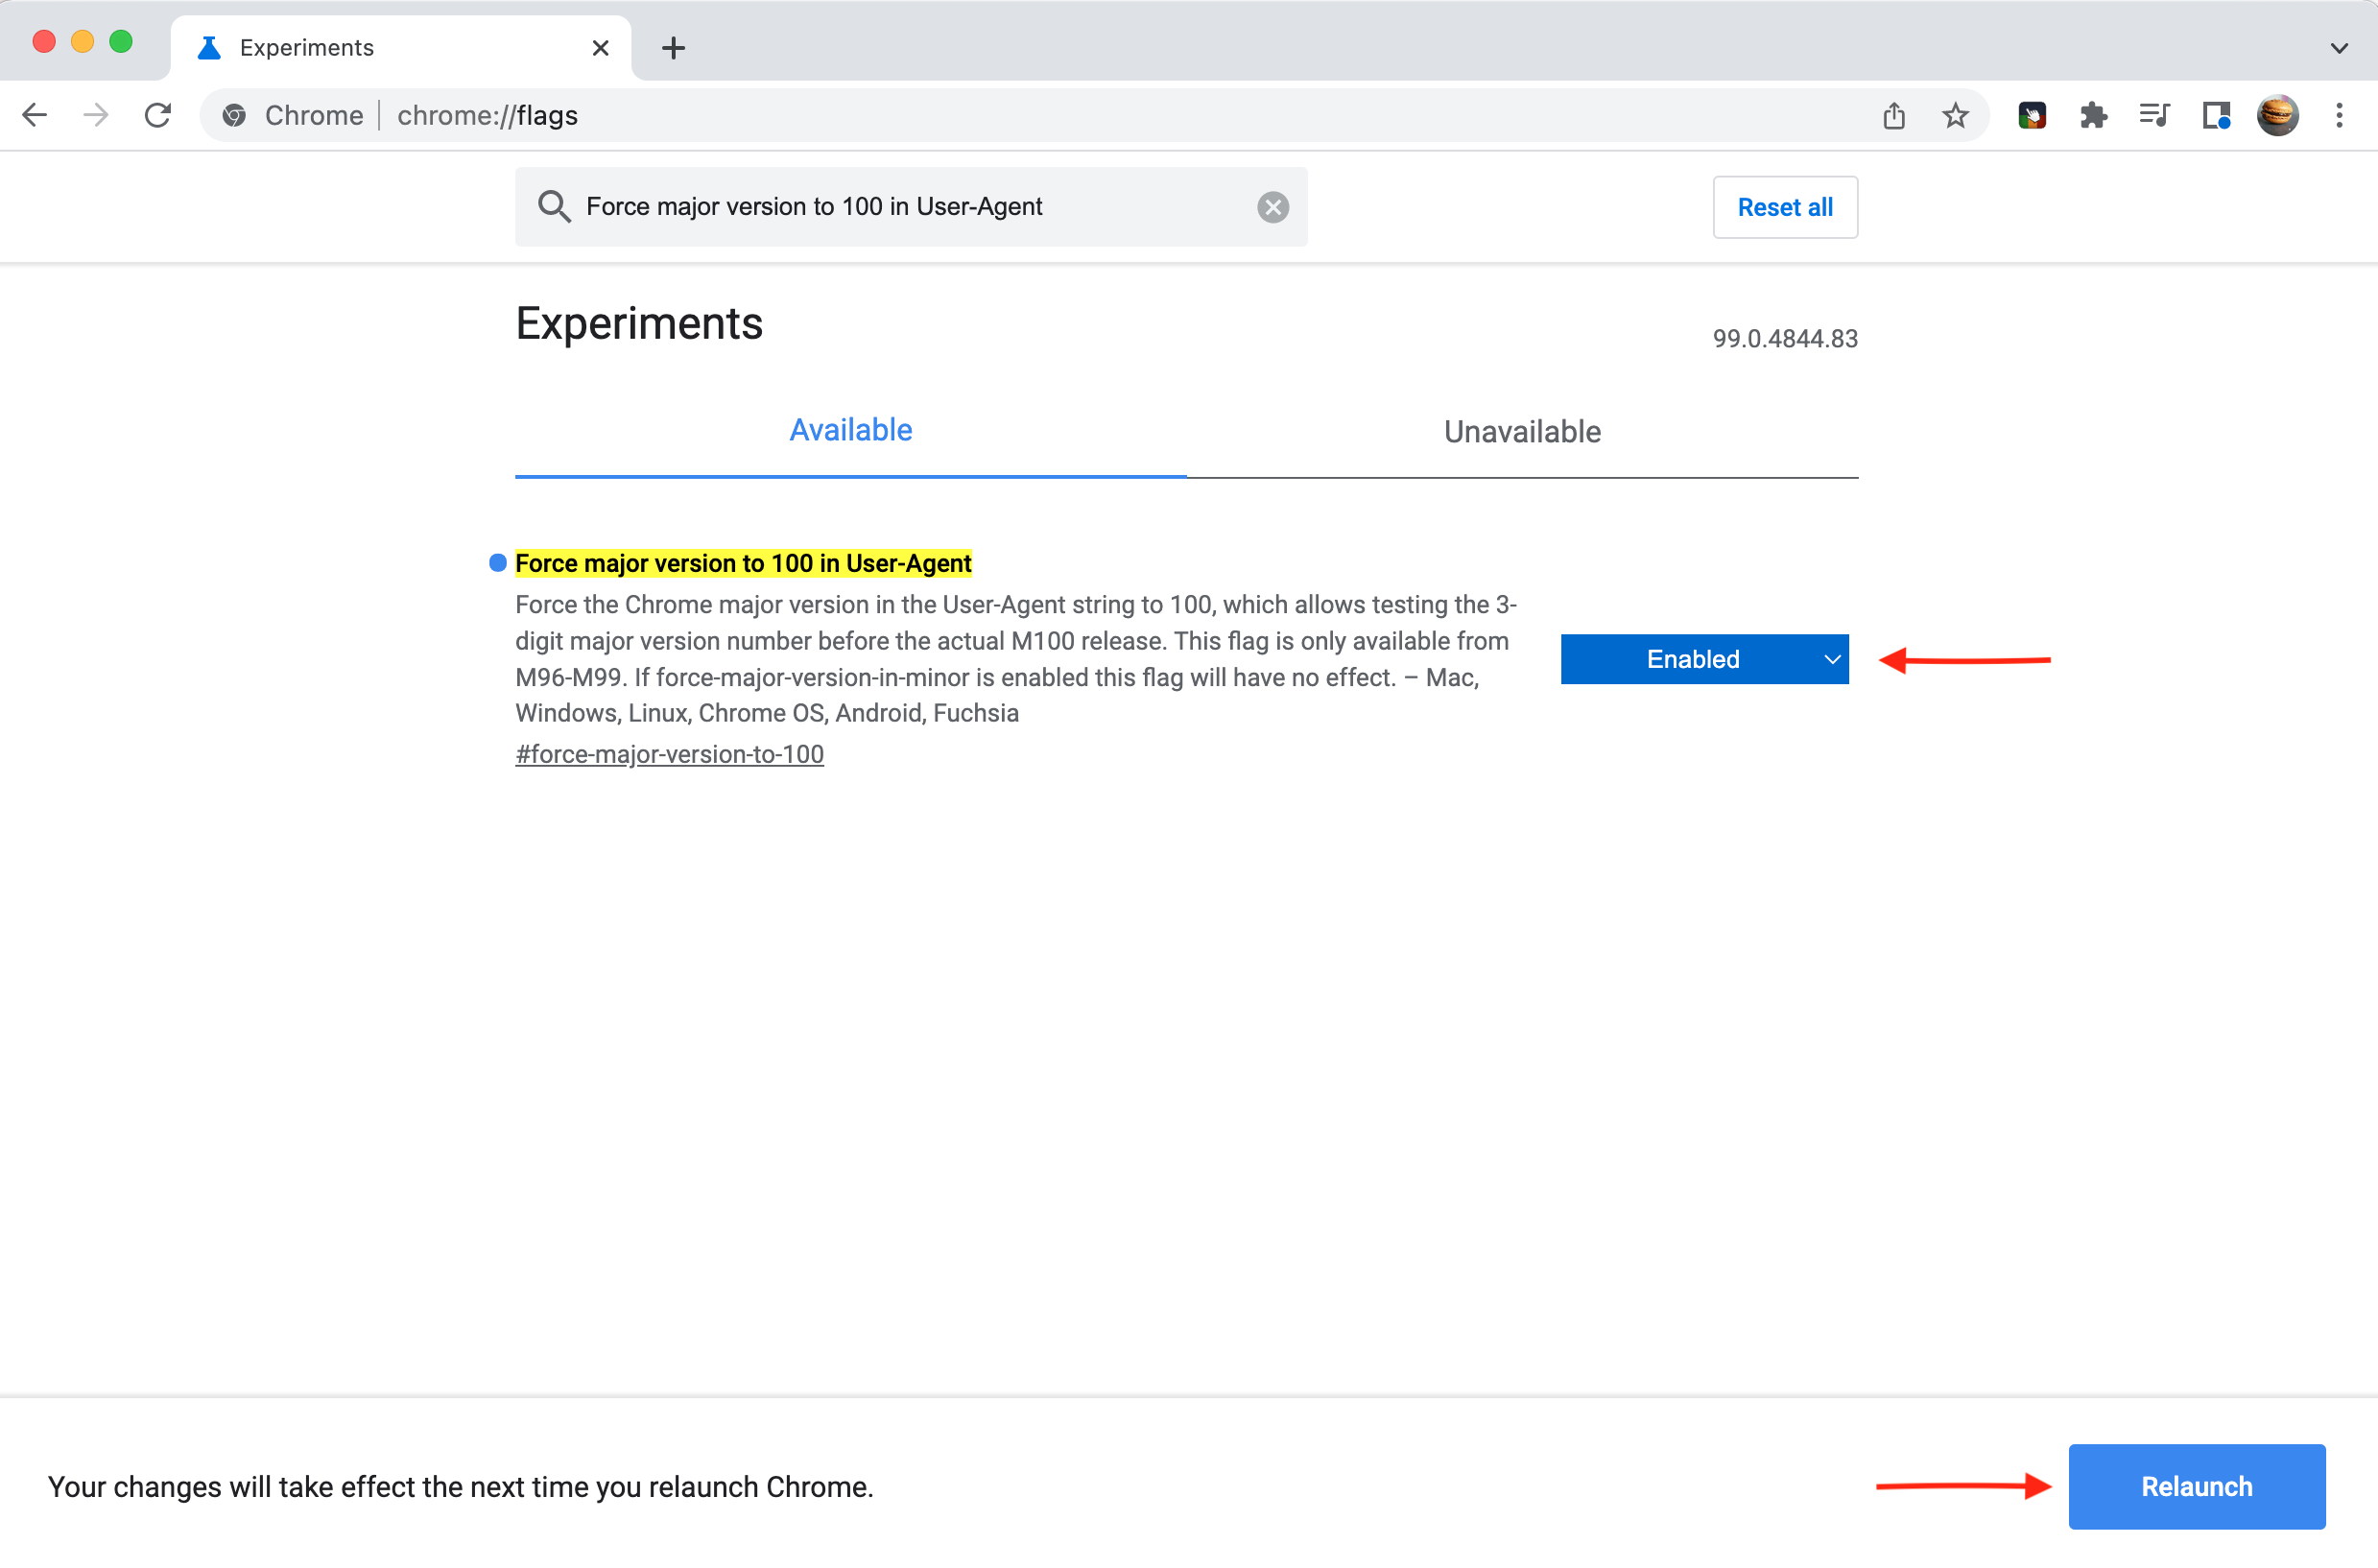 Experiments
Chrome
chrome://flags
Force major version to 100 in User-Agent
Reset all
Experiments
99.0.4844.83
Available
Unavailable
Force major version to 100 in User-Agent
Force the Chrome major version in the User-Agent string to 100, which allows testing the 3-
digit major version number before the actual M100 release. This flag is only available from
M96-M99. If force-major-version-in-minor is enabled this flag will have no effect. – Mac,
Windows, Linux, Chrome OS, Android, Fuchsia
#force-major-version-to-100
Enabled
Your changes will take effect the next time you relaunch Chrome.
Relaunch